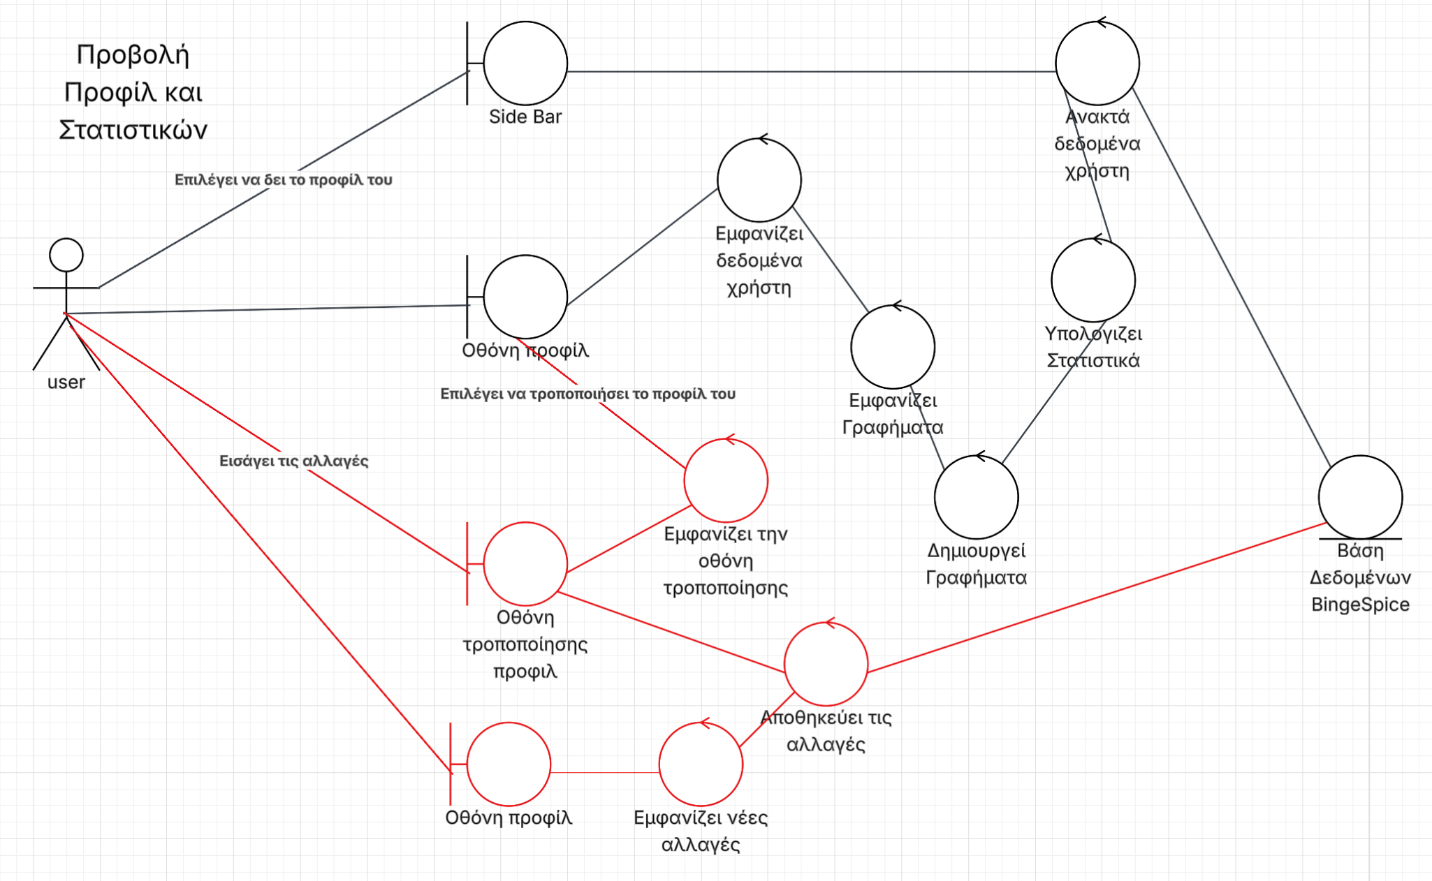 Προβολή
Προφίλ και
Στατιστικών
Side Bar
Ανακτά
δεδομένα
χρήστη
Επιλέγει να δει το προφίλ του
Εμφανίζει
δεδομένα
χρήστη
user
Οθόνη προφίλ
Υπολογιζει
Στατιστικά
Επιλέγει να τροποποιήσει το προφίλ του
Εμφανίζει
Γραφήματα
Εισάγει τις αλλαγές
Εμφανίζει την
οθόνη
τροποποίησης
Δημιουργεί
Γραφήματα
Βάση
Δεδομένων
BingeSpice
Οθόνη
τροποποίησης
προφιλ
Αποθηκεύει τις
αλλαγές
Οθόνη προφίλ
Εμφανίζει νέες
αλλαγές